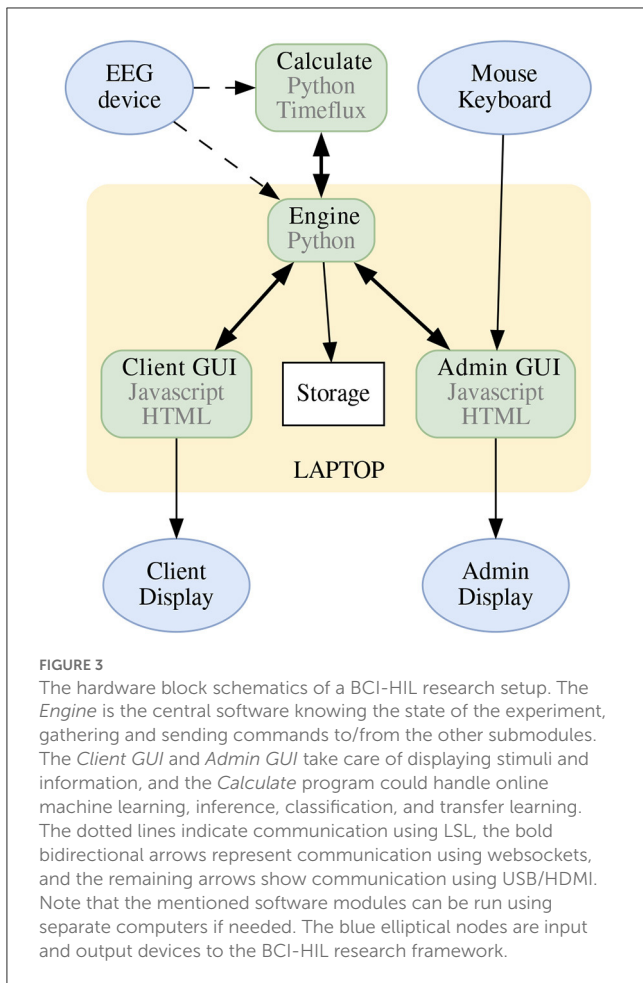 EEG
device
Calculate
Python
Timeflux
Mouse
Keyboard
Engine
Python
Client GUI
Javascript
HTML
Storage
Admin GUI
Javascript
HTML
LAPTOP
Client
Display
Admin
Display
FIGURE 3
The hardware block schematics of a BCI-HIL research setup. The
Engine is the central software knowing the state of the experiment,
gathering and sending commands to/from the other submodules.
The Client GUI and Admin GUI take care of displaying stimuli and
information, and the Calculate program could handle online
machine learning, inference, classification, and transfer learning.
The dotted lines indicate communication using LSL, the bold
bidirectional arrows represent communication using websockets,
and the remaining arrows show communication using USB/HDMI.
Note that the mentioned software modules can be run using
separate computers if needed. The blue elliptical nodes are input
and output devices to the BCI-HIL research framework.